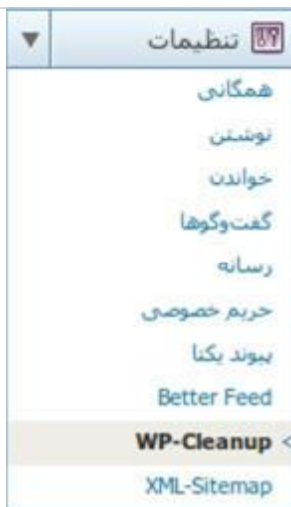 تنظیمات
همگانی
نوشتن
خواندن
گفت‌وگوها
رسانه
حریم خصوصی
پیوند یکتا
Better Feed
WP-Cleanup
XML-Sitemap